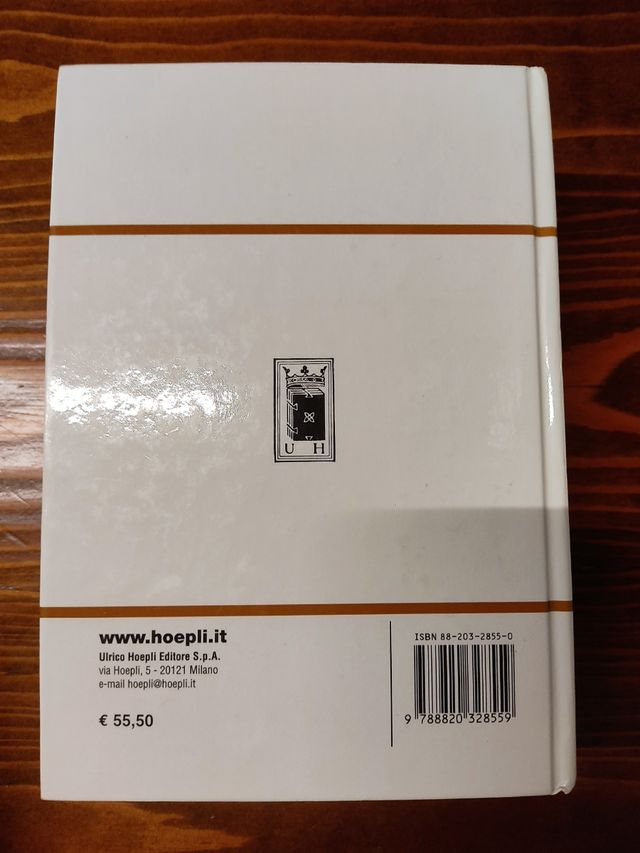 U H
www.hoepli.it
Ulrico Hoepli Editore S.p.A.
via Hoepli, 5 - 20121 Milano
e-mail hoepli@hoepli.it
€ 55,50
ISBN 88-203-2855-0
9 788820 328559